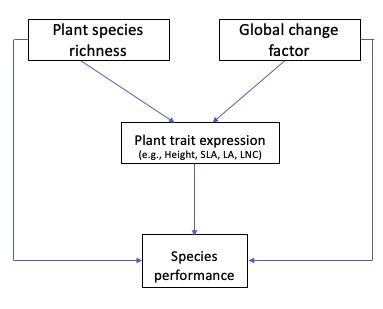 Plant species
richness
Global change
factor
Plant trait expression
(e.g., Height, SLA, LA, LNC)
Species
performance